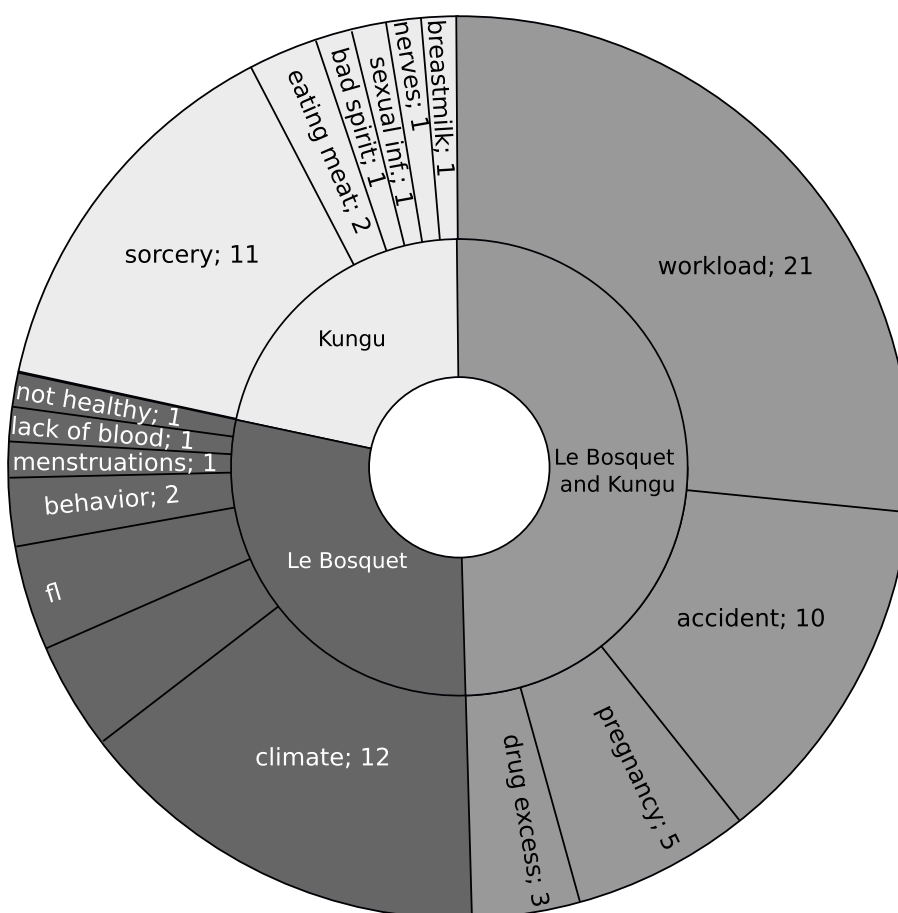 breastmilk; 1
nerves; 1
sexual inf.; 1
bad spirit; 1
eating meat; 2
sorcery; 11
workload; 21
Kungu
not healthy; 1
lack of blood; 1
menstruations; 1
behavior; 2
Le Bosquet
and Kungu
Le Bosquet
fl
accident; 10
climate; 12
pregnancy; 5
drug excess; 3